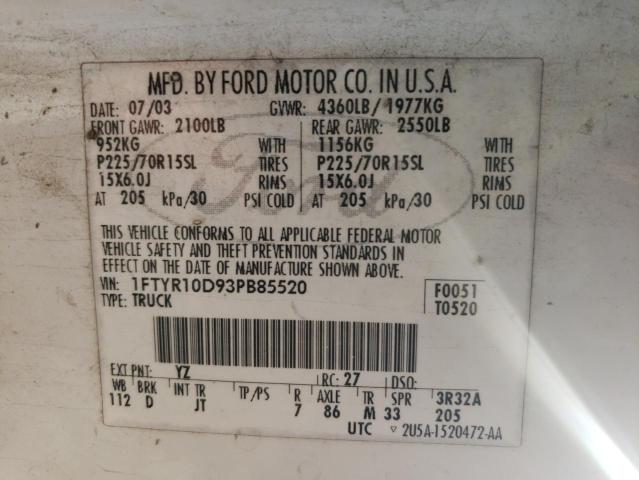 MFD. BY FORD MOTOR CO. IN U.S.A.
DATE: 07/03 GVWR: 4360LB/ 1977KG
FRONT GAWR: 2100LB REAR GAWR: 2550LB
952KG WITH 1156KG WITH
P225/70R15SL TIRES P225/70R15SL TIRES
15X6.0J RIMS 15X6.0J RIMS
AT 205 kPa/30 PSI COLD AT 205 kPa/30 PSI COLD
Ford
THIS VEHICLE CONFORMS TO ALL APPLICABLE FEDERAL MOTOR
VEHICLE SAFETY AND THEFT PREVENTION STANDARDS IN
EFFECT ON THE DATE OF MANUFACTURE SHOWN ABOVE.
VIN: 1FTYR10D93PB85520 F0051
TYPE: TRUCK T0520
EXT PNT: YZ RC: 27 DSO:
WB BRK INT TR TP/PS R AXLE TR SPR 3R32A
112 D JT 7 86 M 33 205
UTC ▽ 2U5A-1520472-AA